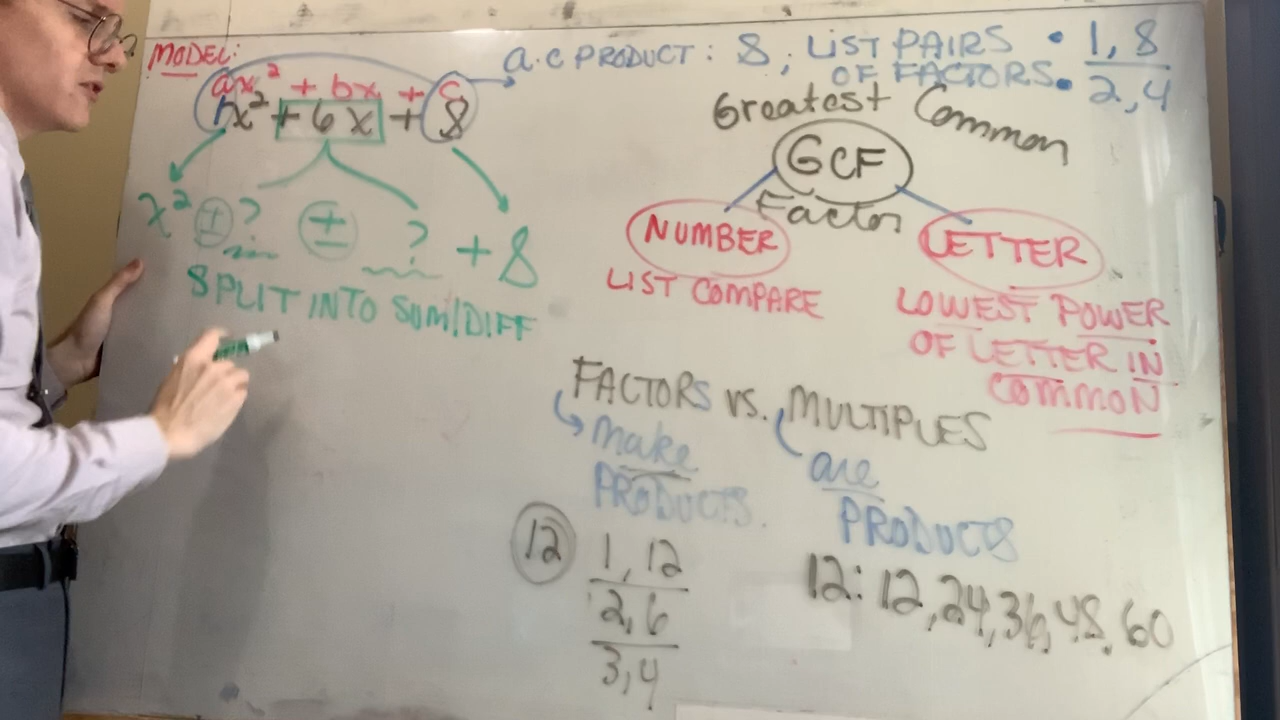 MODEL:
ax² + bx + c
x² + 6x + 8
x² ± ? ± ? + 8
SPLIT INTO SUM/DIFF
a.c PRODUCT: 8; LIST PAIRS OF FACTORS
• 1, 8
• 2, 4
Greatest Common
GCF
Factor
NUMBER
LIST COMPARE
LETTER
LOWEST POWER
OF LETTER IN
COMMON
FACTORS vs. MULTIPLES
make
PRODUCTS.
are
PRODUCTS
12
1, 12
2, 6
3, 4
12: 12, 24, 36, 48, 60